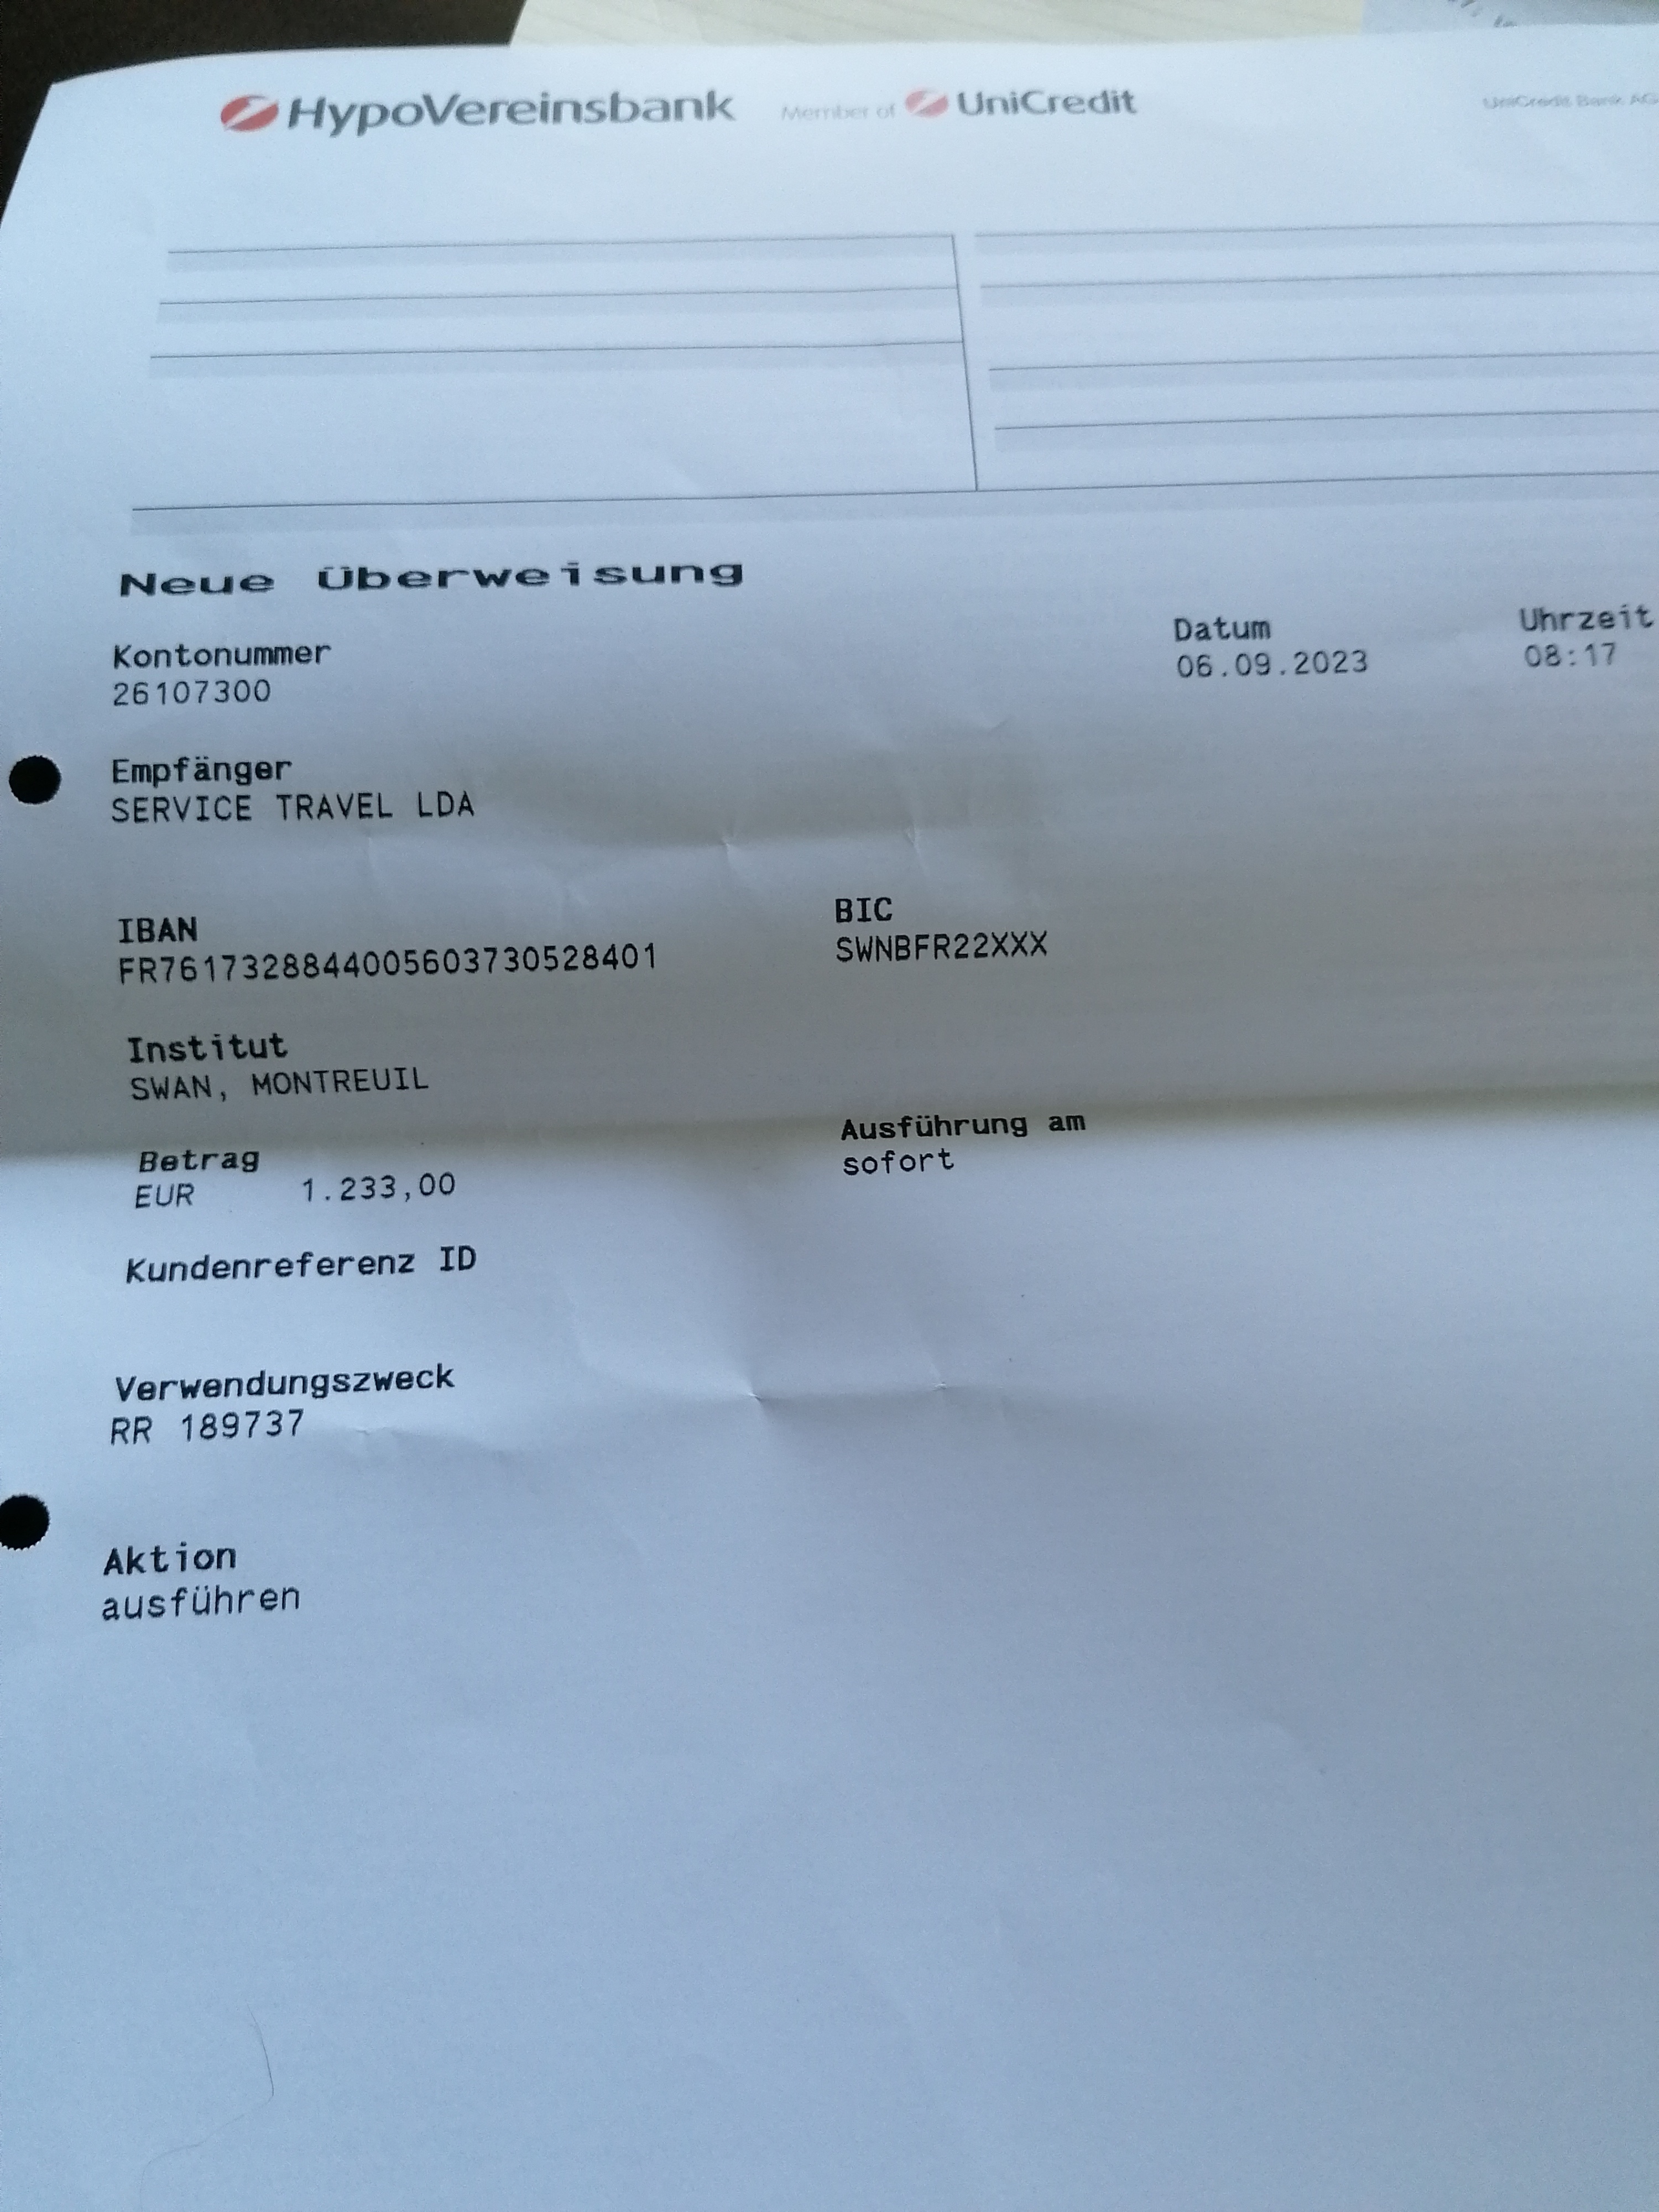 HypoVereinsbank Member of UniCredit UniCredit Bank AG
Neue Überweisung
Kontonummer Datum Uhrzeit
26107300 06.09.2023 08:17
Empfänger
SERVICE TRAVEL LDA
IBAN BIC
FR7617328844005603730528401 SWNBFR22XXX
Institut
SWAN, MONTREUIL
Betrag Ausführung am
EUR 1.233,00 sofort
Kundenreferenz ID
Verwendungszweck
RR 189737
Aktion
ausführen